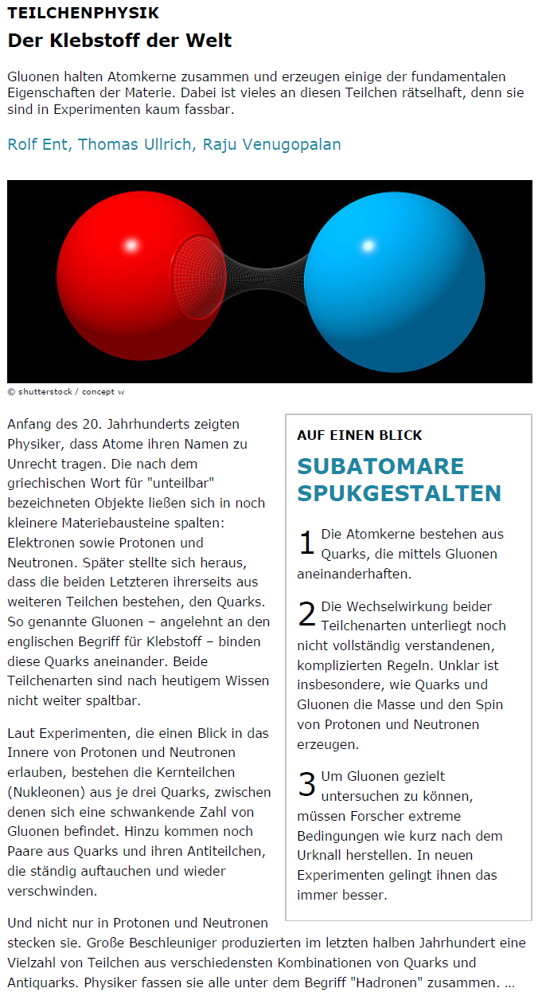 TEILCHENPHYSIK
Der Klebstoff der Welt
Gluonen halten Atomkerne zusammen und erzeugen einige der fundamentalen
Eigenschaften der Materie. Dabei ist vieles an diesen Teilchen rätselhaft, denn sie
sind in Experimenten kaum fassbar.
Rolf Ent, Thomas Ullrich, Raju Venugopalan
© shutterstock / concept w
Anfang des 20. Jahrhunderts zeigten
Physiker, dass Atome ihren Namen zu
Unrecht tragen. Die nach dem
griechischen Wort für "unteilbar"
bezeichneten Objekte ließen sich in noch
kleinere Materiebausteine spalten:
Elektronen sowie Protonen und
Neutronen. Später stellte sich heraus,
dass die beiden Letzteren ihrerseits aus
weiteren Teilchen bestehen, den Quarks.
So genannte Gluonen – angelehnt an den
englischen Begriff für Klebstoff – binden
diese Quarks aneinander. Beide
Teilchenarten sind nach heutigem Wissen
nicht weiter spaltbar.
Laut Experimenten, die einen Blick in das
Innere von Protonen und Neutronen
erlauben, bestehen die Kernteilchen
(Nukleonen) aus je drei Quarks, zwischen
denen sich eine schwankende Zahl von
Gluonen befindet. Hinzu kommen noch
Paare aus Quarks und ihren Antiteilchen,
die ständig auftauchen und wieder
verschwinden.
Und nicht nur in Protonen und Neutronen
stecken sie. Große Beschleuniger produzierten im letzten halben Jahrhundert eine
Vielzahl von Teilchen aus verschiedensten Kombinationen von Quarks und
Antiquarks. Physiker fassen sie alle unter dem Begriff "Hadronen" zusammen. ...
AUF EINEN BLICK
SUBATOMARE
SPUKGESTALTEN
1 Die Atomkerne bestehen aus
Quarks, die mittels Gluonen
aneinanderhaften.
2 Die Wechselwirkung beider
Teilchenarten unterliegt noch
nicht vollständig verstandenen,
komplizierten Regeln. Unklar ist
insbesondere, wie Quarks und
Gluonen die Masse und den Spin
von Protonen und Neutronen
erzeugen.
3 Um Gluonen gezielt
untersuchen zu können,
müssen Forscher extreme
Bedingungen wie kurz nach dem
Urknall herstellen. In neuen
Experimenten gelingt ihnen das
immer besser.